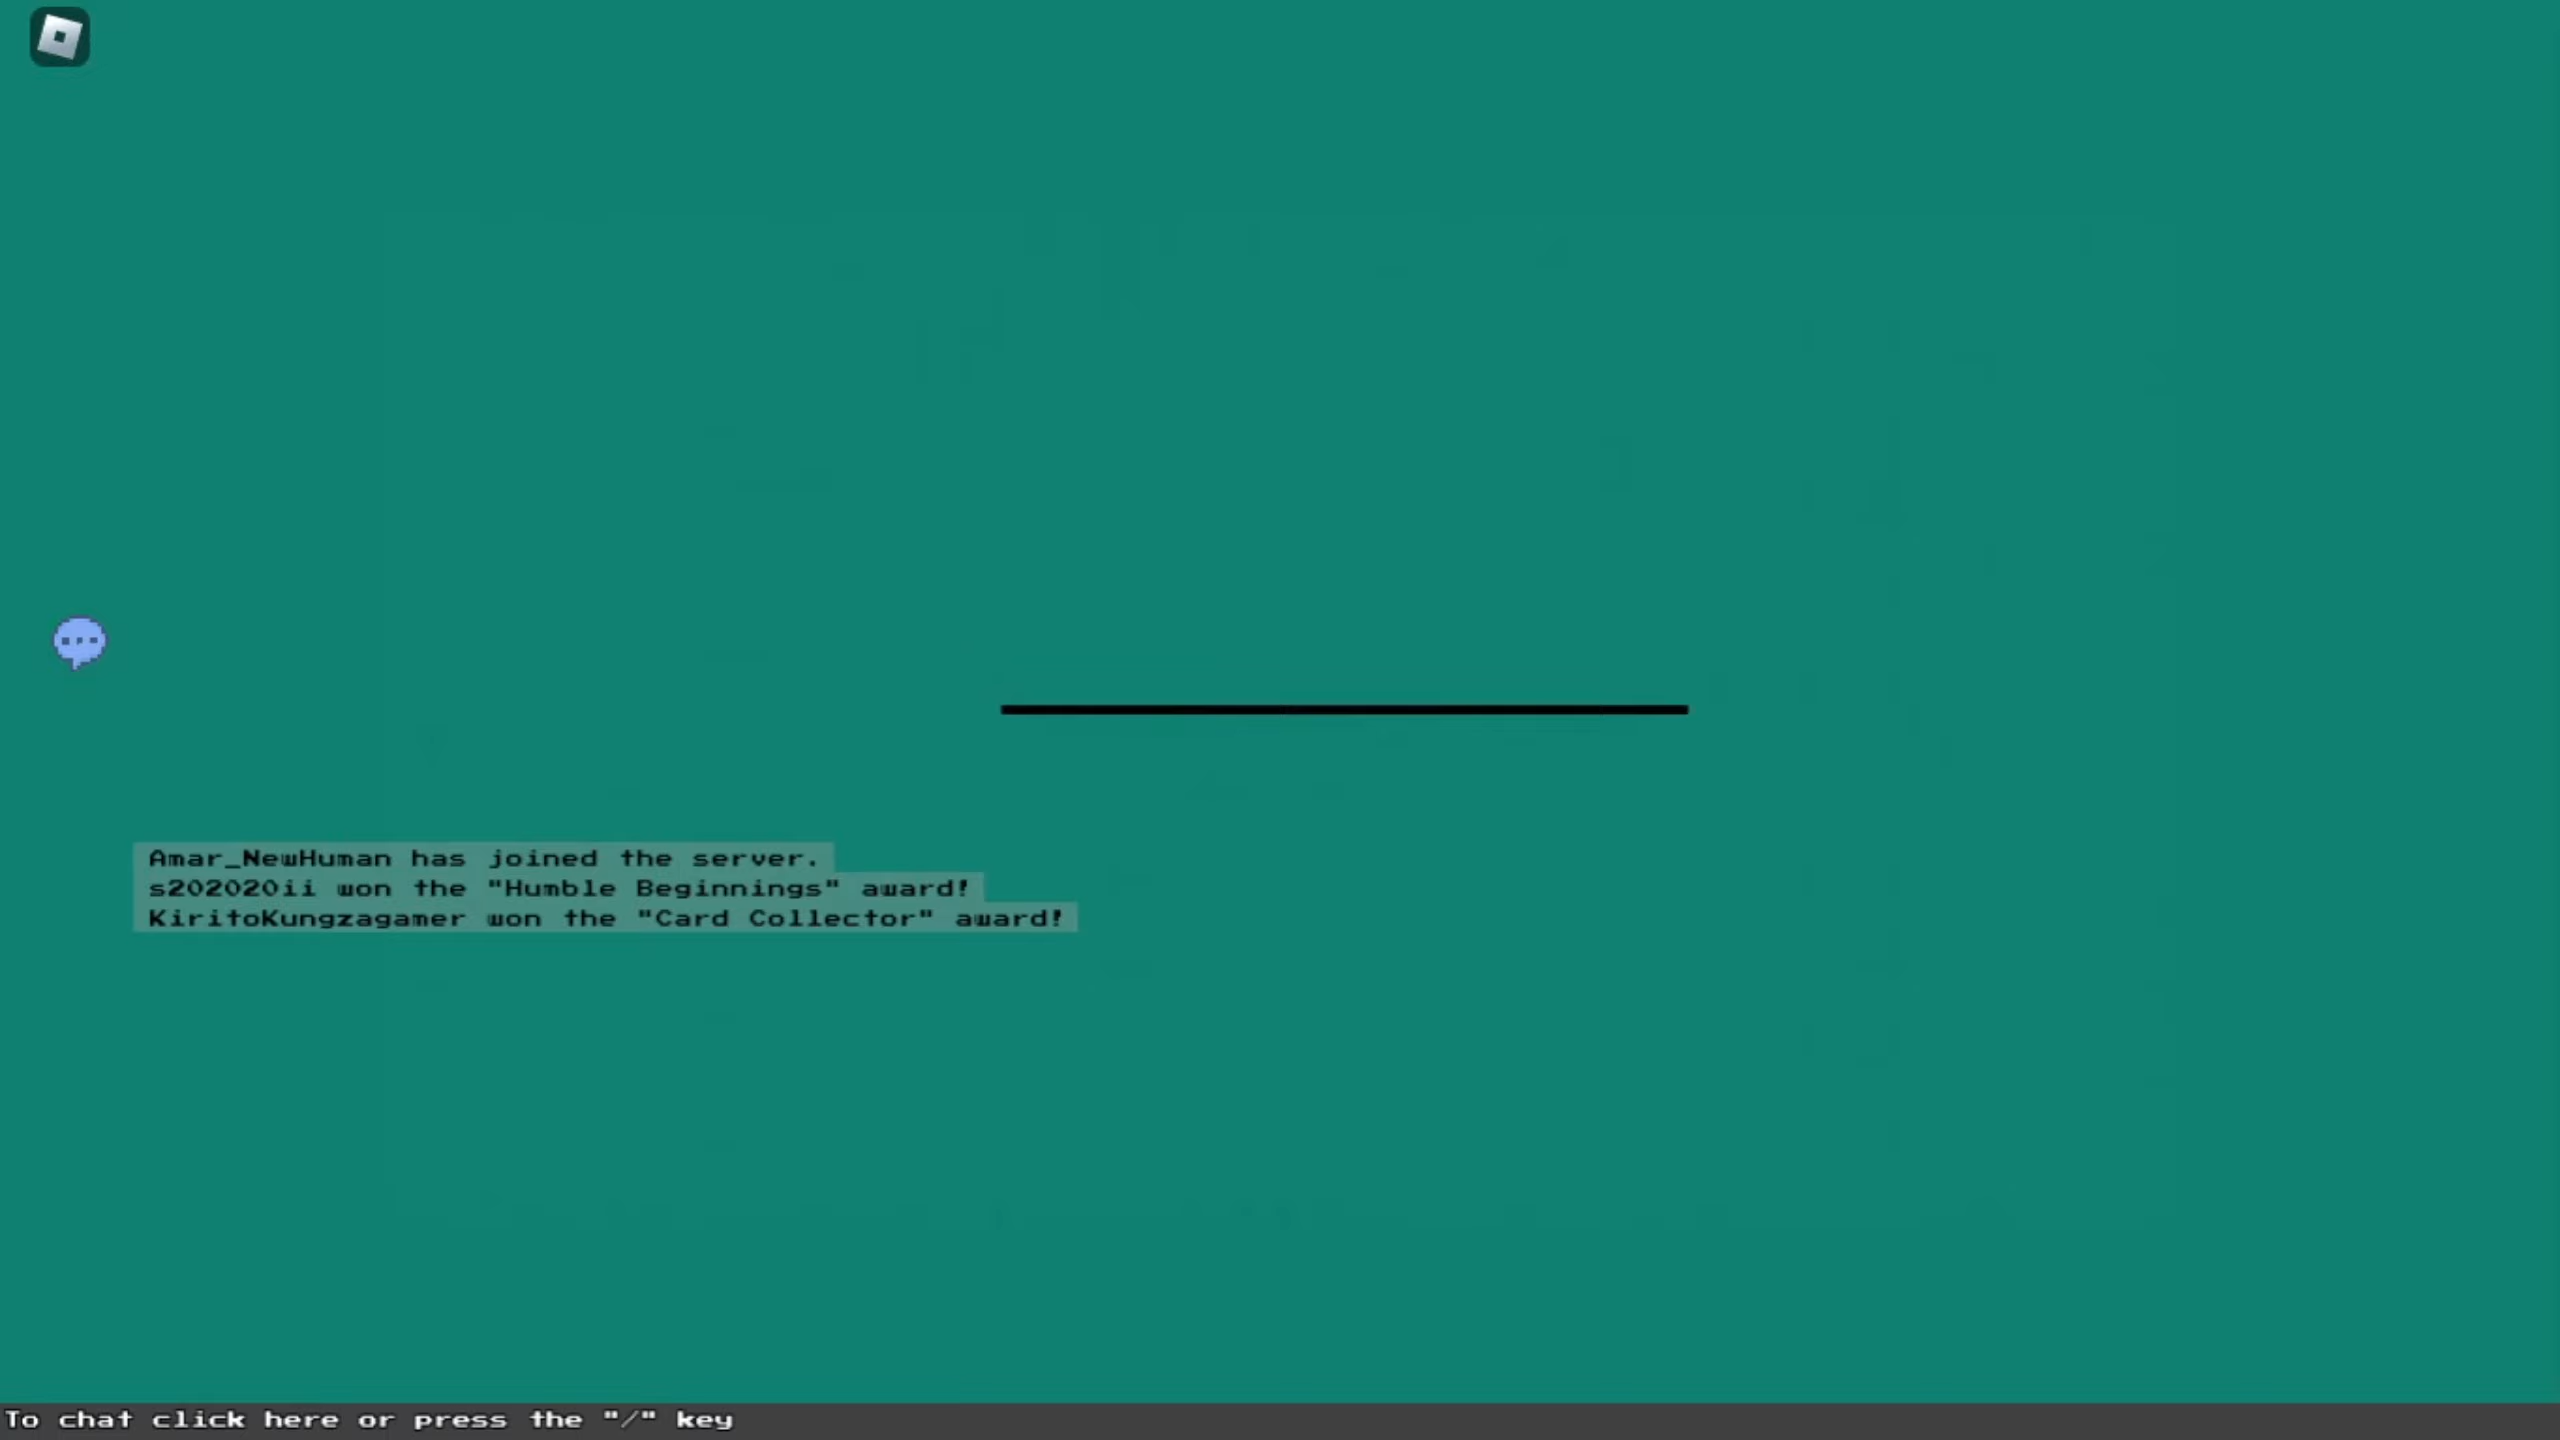 Amar_NewHuman has joined the server.
s202020ii won the "Humble Beginnings" award!
KiritoKungzagamer won the "Card Collector" award!
To chat click here or press the "/" key